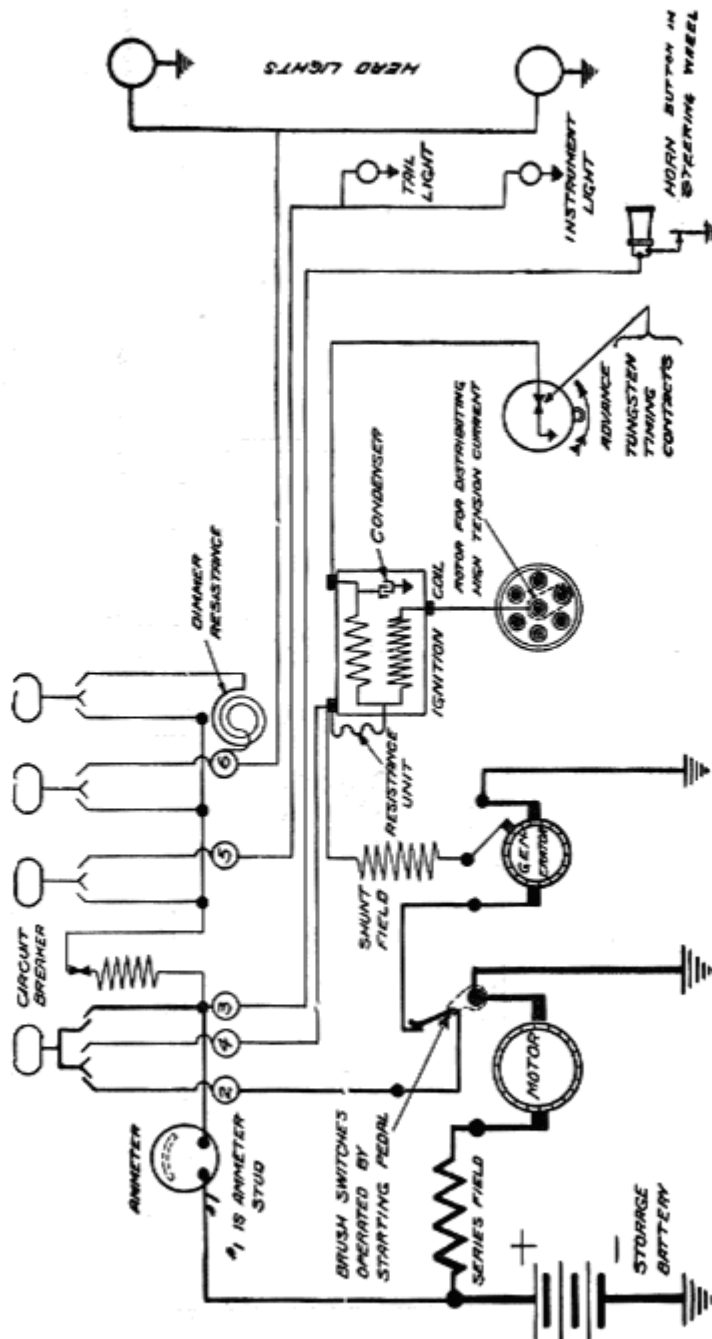 AMMETER
#1
#1 IS AMMETER
STUD
CIRCUIT
BREAKER
2
4
3
5
6
DIMMER
RESISTANCE
HEAD LIGHTS
TAIL
LIGHT
INSTRUMENT
LIGHT
HORN BUTTON IN
STEERING WHEEL
BRUSH SWITCHES
OPERATED BY
STARTING PEDAL
SERIES FIELD
+
-
STORAGE
BATTERY
MOTOR
SHUNT
FIELD
GEN
ERATOR
RESISTANCE
UNIT
IGNITION COIL
CONDENSER
ROTOR FOR DISTRIBUTING
HIGH TENSION CURRENT
ADVANCE
TUNGSTEN
TIMING
CONTACTS